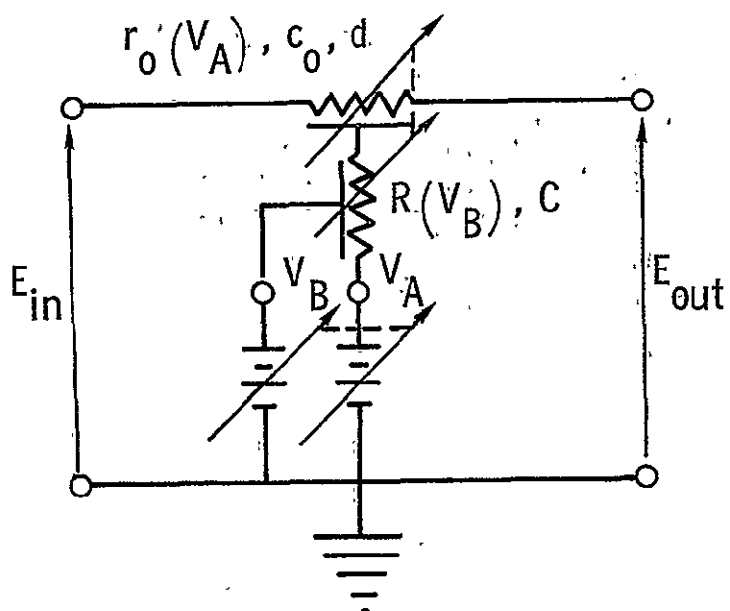 r₀(V_A), c₀, d
R(V_B), C
V_B
V_A
E_in
E_out